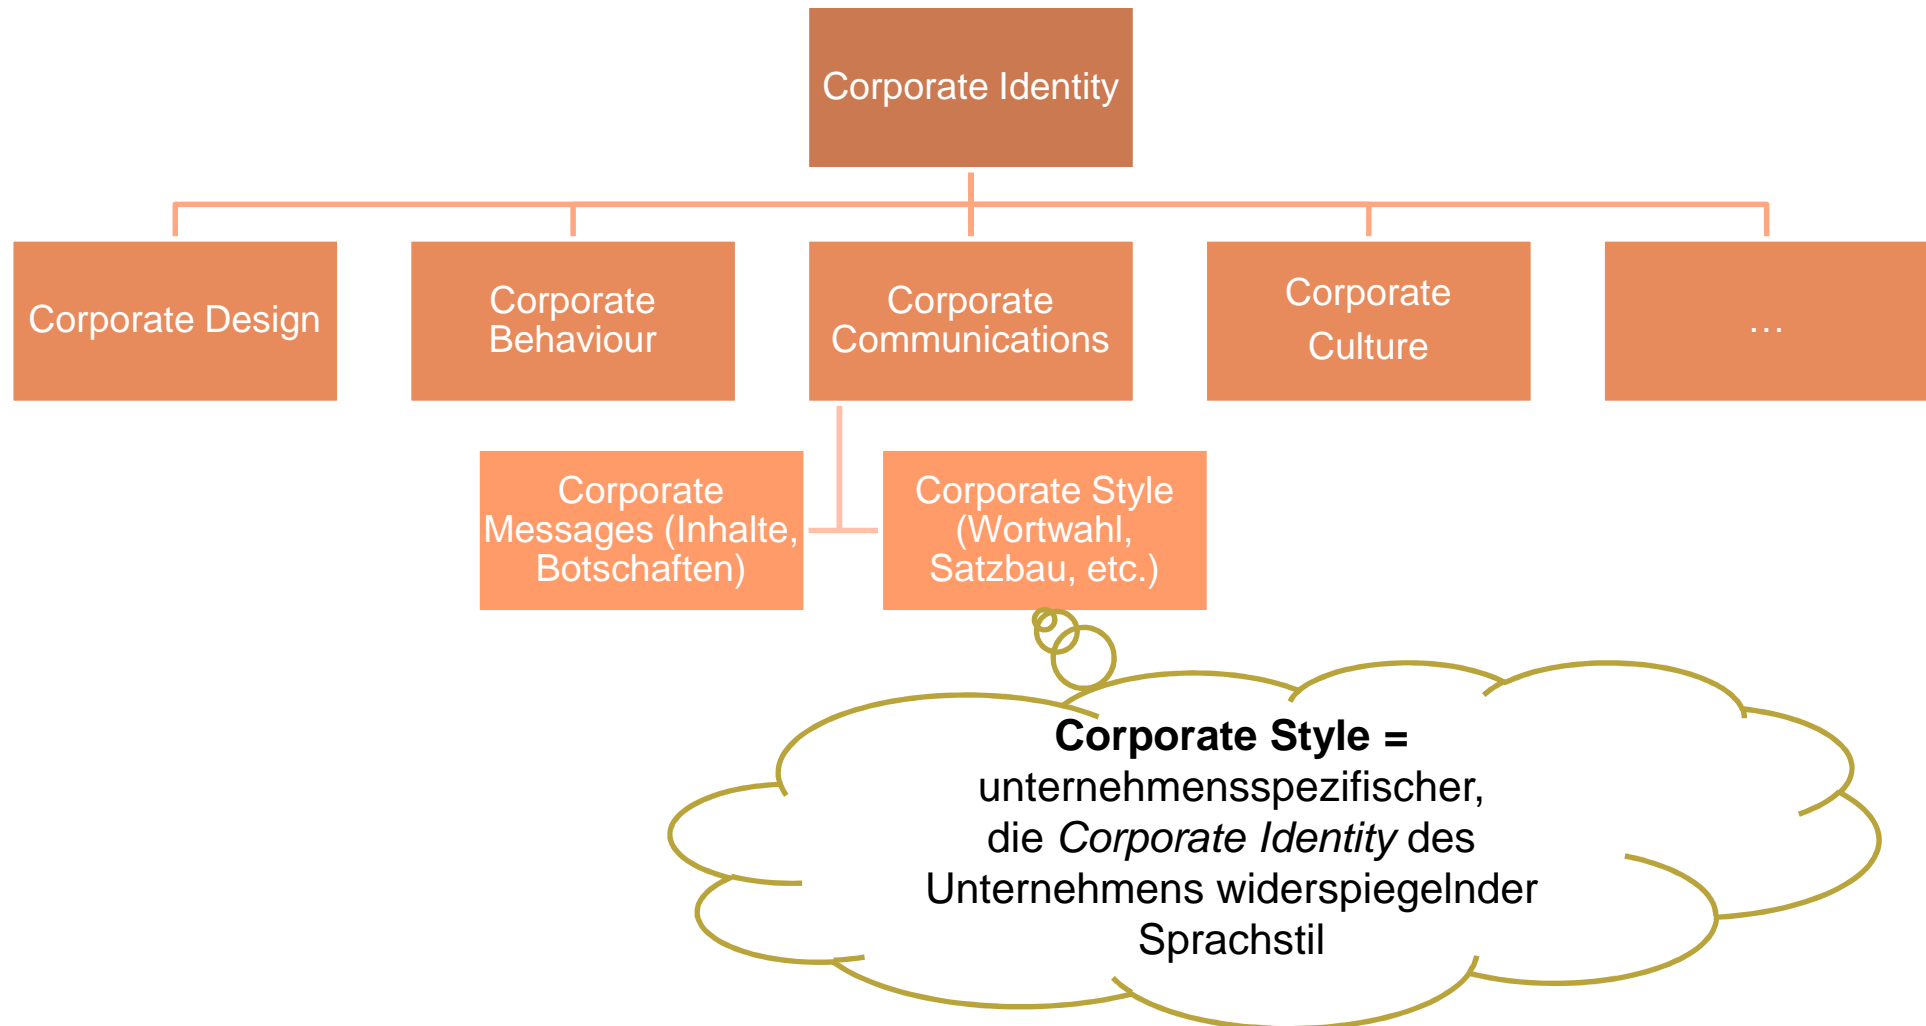 Corporate Identity
Corporate Design
Corporate
Behaviour
Corporate
Communications
Corporate
Culture
…
Corporate
Messages (Inhalte,
Botschaften)
Corporate Style
(Wortwahl,
Satzbau, etc.)
Corporate Style =
unternehmensspezifischer,
die Corporate Identity des
Unternehmens widerspiegelnder
Sprachstil